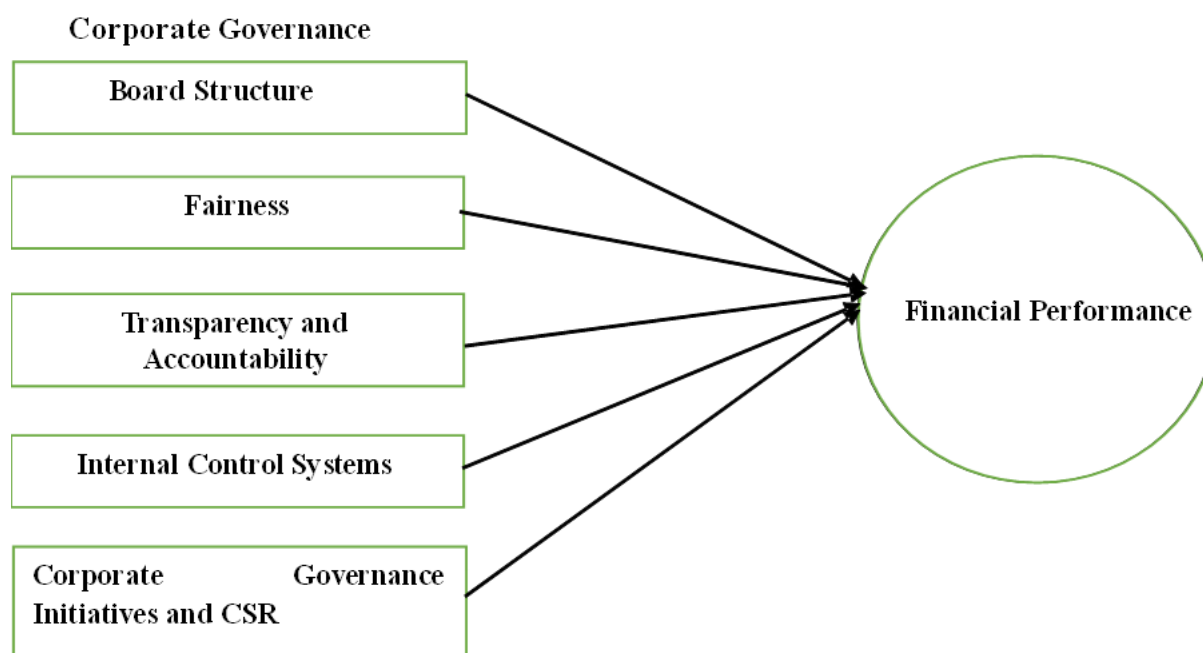 Corporate Governance
Board Structure
Fairness
Transparency and
Accountability
Internal Control Systems
Corporate Governance
Initiatives and CSR
Financial Performance